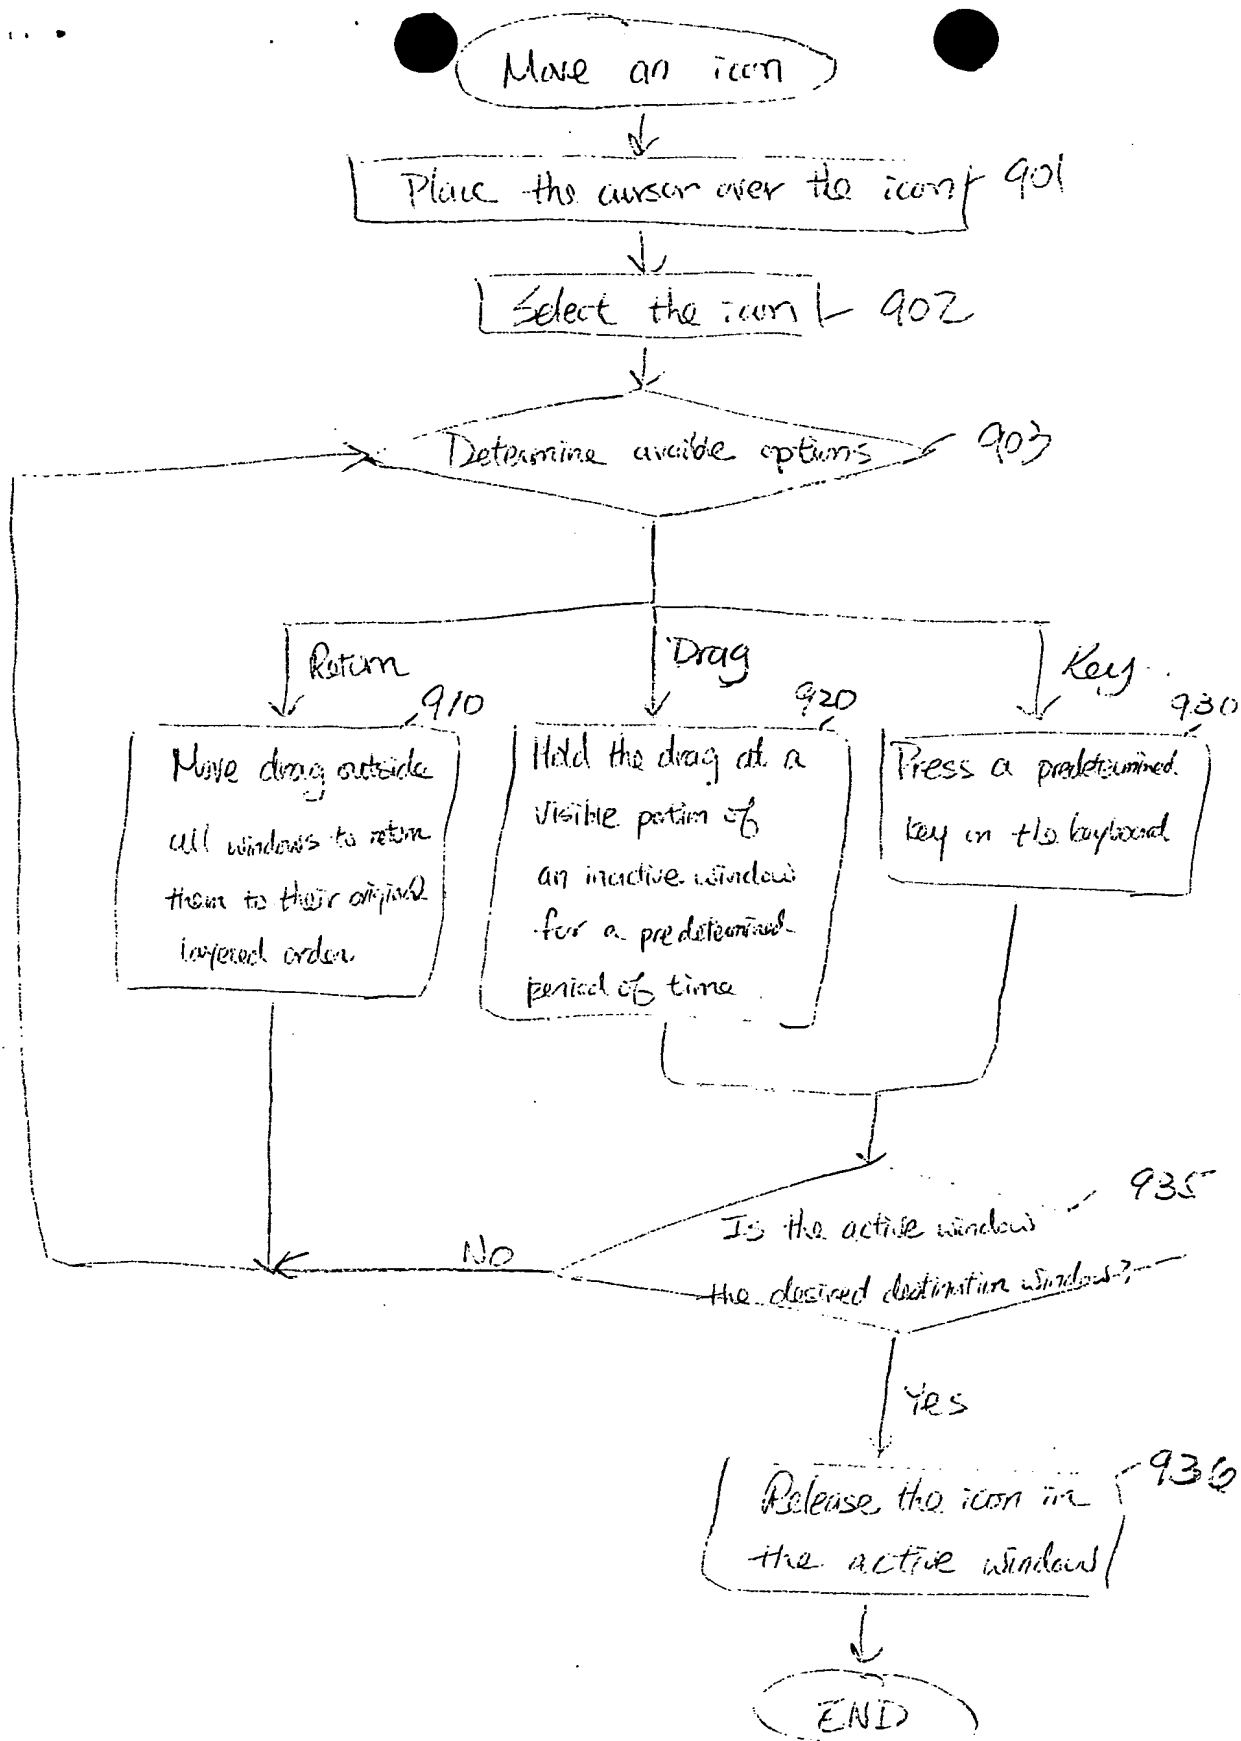 Move an icon
Place the cursor over the icon 901
Select the icon 902
Determine avaible options 903
Return
Drag
Key
910
Move drag outside
all windows to return
them to their original
layered order
920
Hold the drag at a
visible portion of
an inactive window
for a predetermined
period of time
930
Press a predetermined
key in the keyboard
935
Is the active window
the desired destination window?
No
Yes
936
Release the icon in
the active window
END